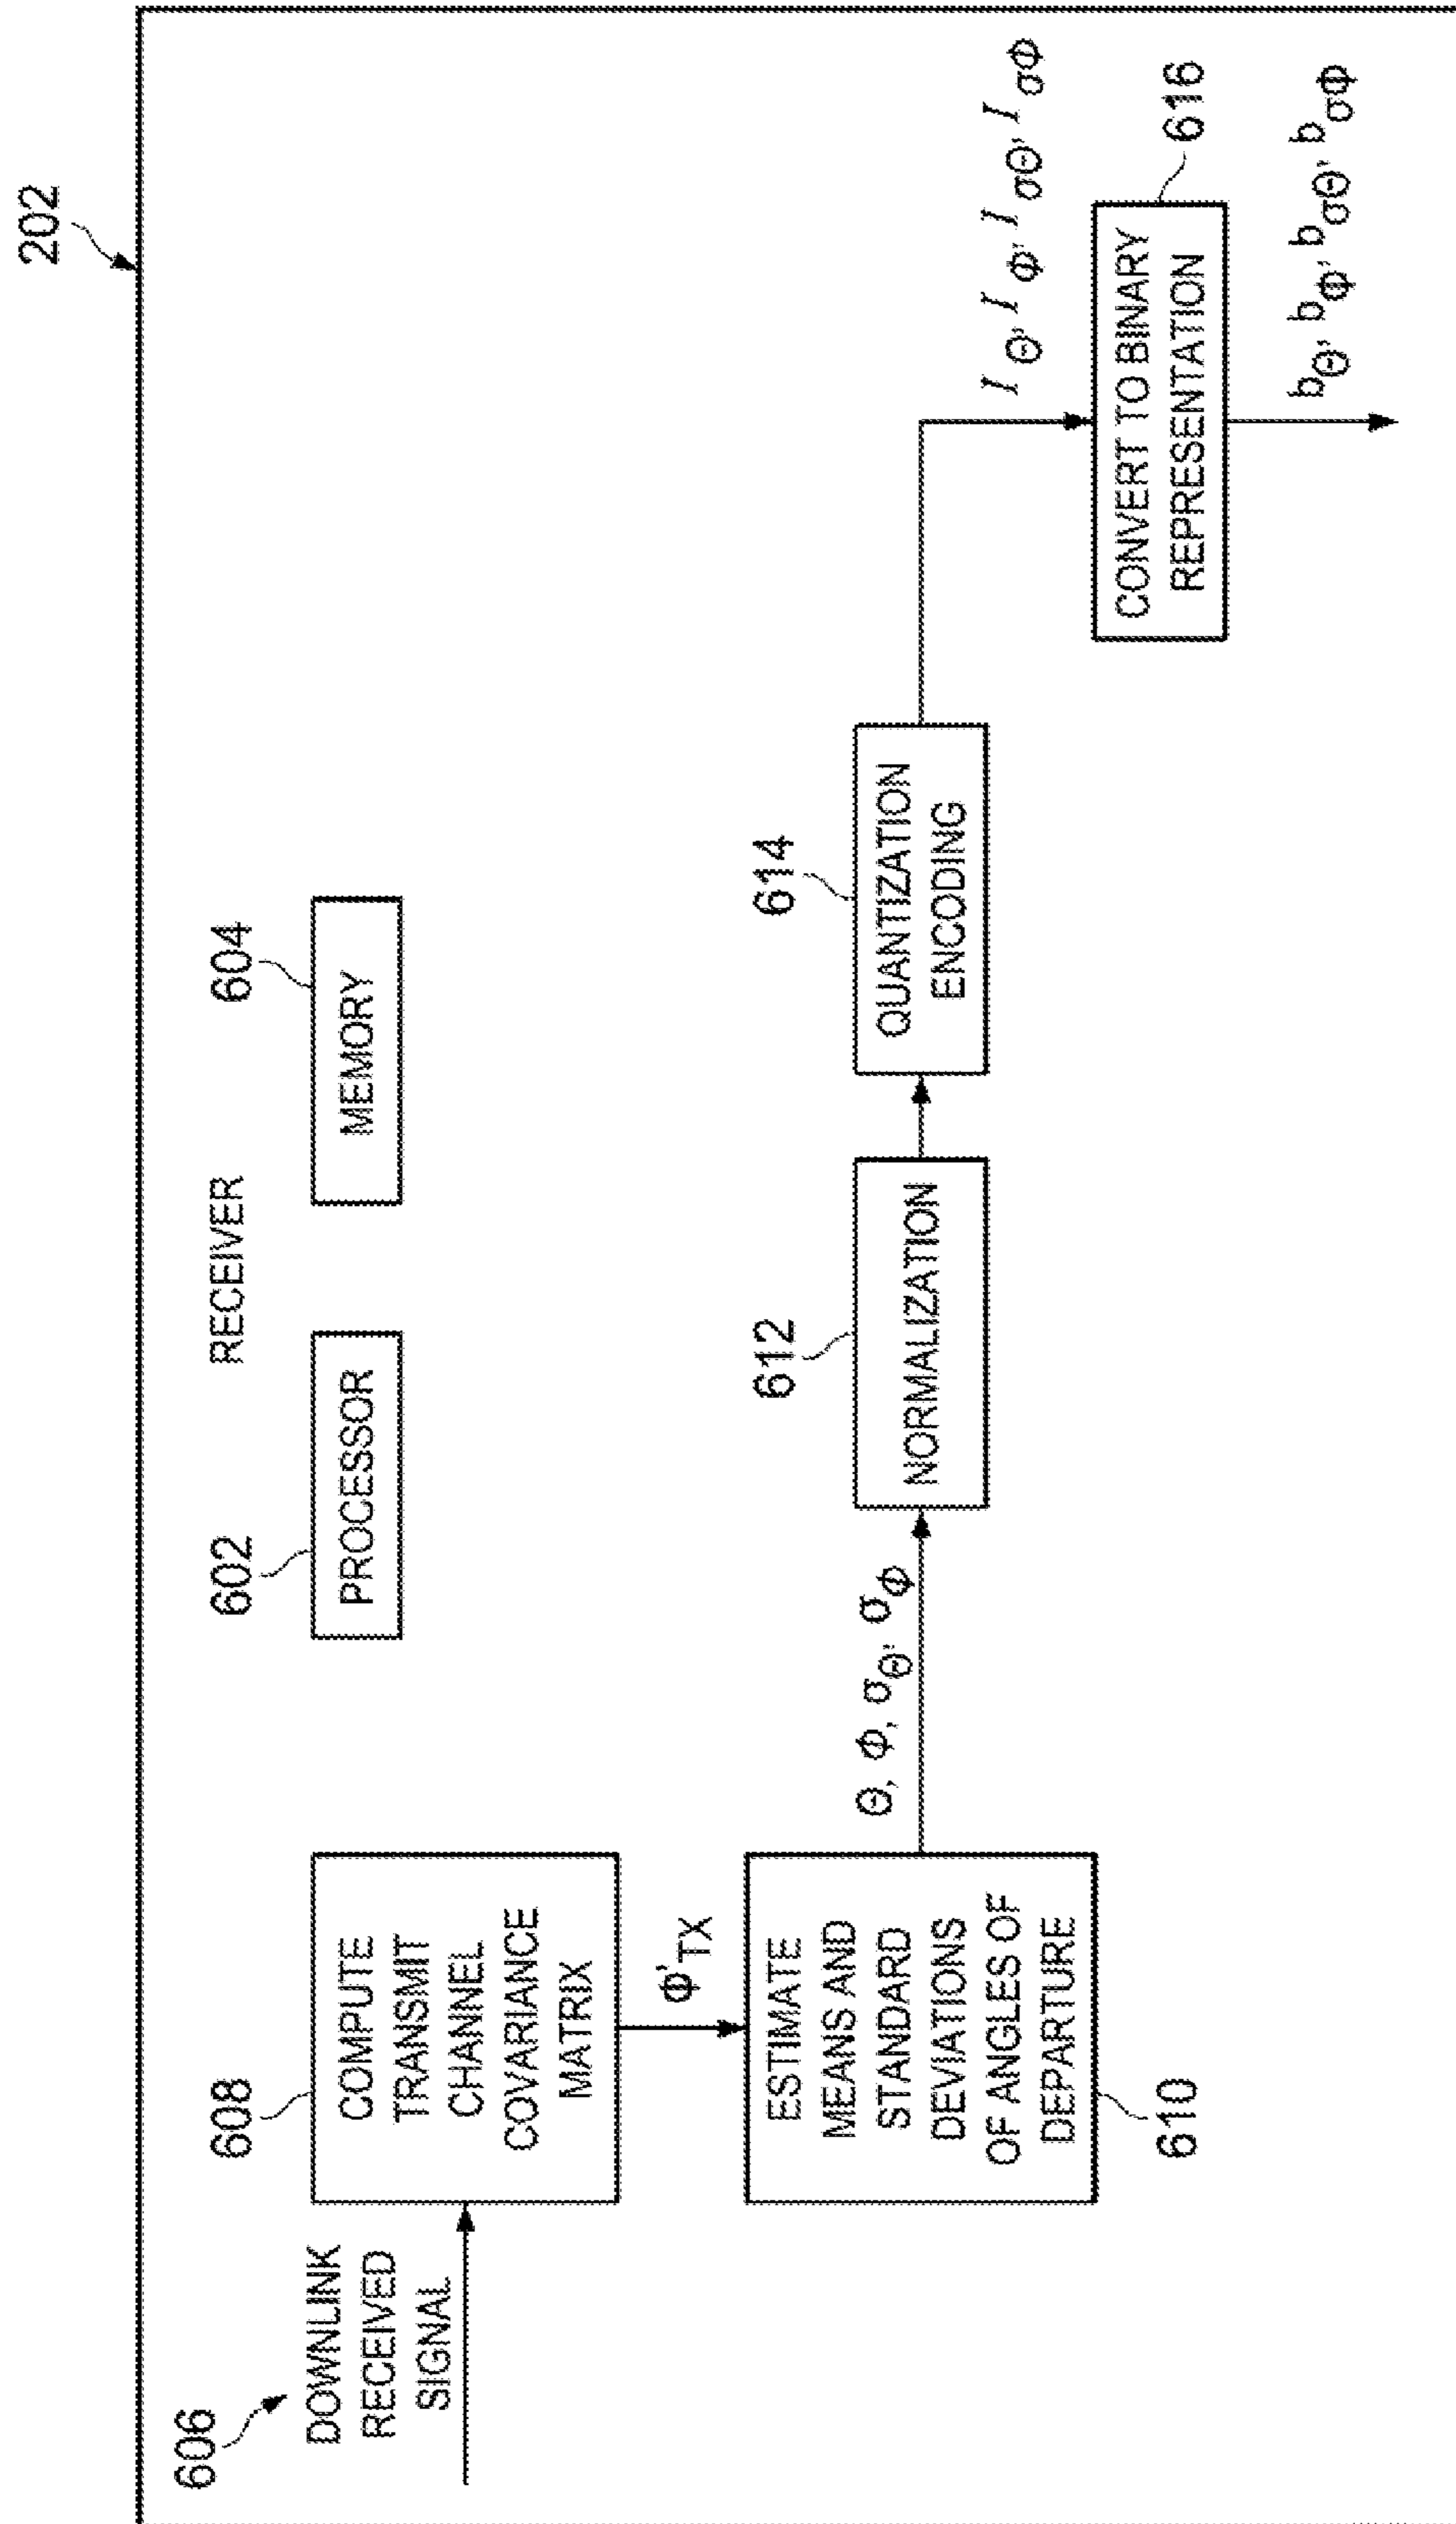 202
RECEIVER
602
PROCESSOR
604
MEMORY
606
DOWNLINK
RECEIVED
SIGNAL
608
COMPUTE
TRANSMIT
CHANNEL
COVARIANCE
MATRIX
Φ'TX
ESTIMATE
MEANS AND
STANDARD
DEVIATIONS
OF ANGLES OF
DEPARTURE
610
Θ, Φ, σΘ, σΦ
612
NORMALIZATION
614
QUANTIZATION
ENCODING
IΘ, IΦ, IσΘ, IσΦ
CONVERT TO BINARY
REPRESENTATION
616
bΘ, bΦ, bσΘ, bσΦ